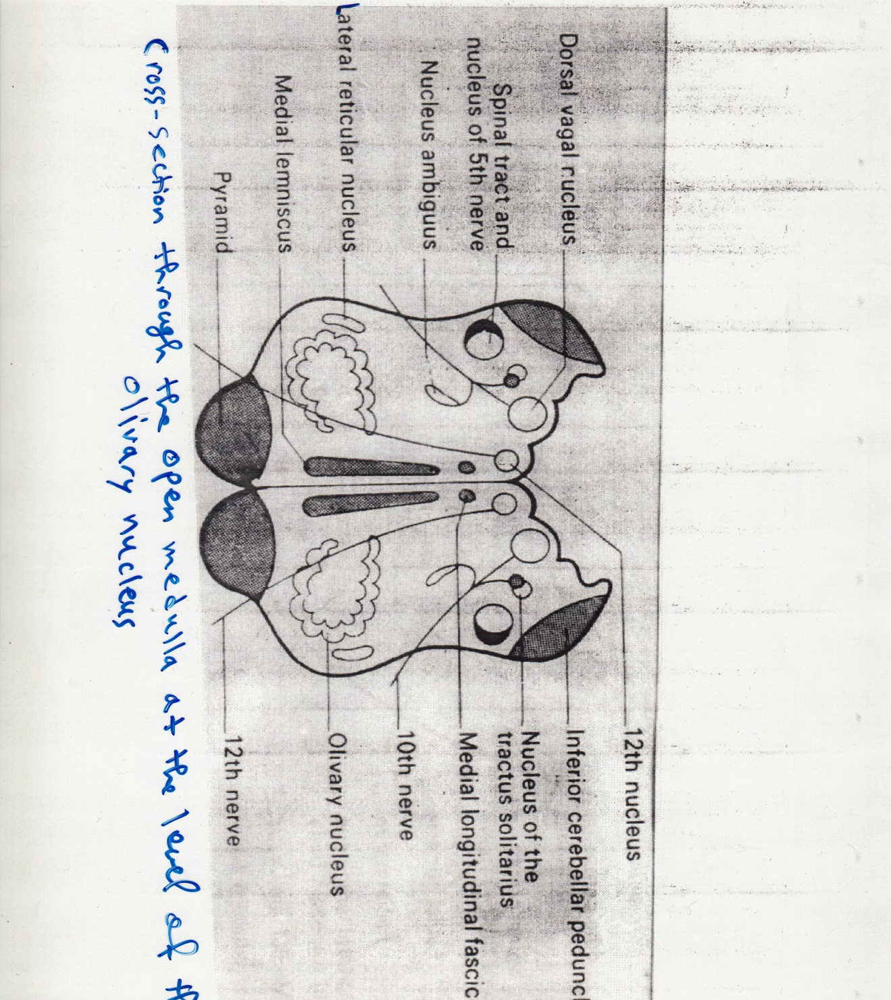 12th nucleus
Dorsal vagal nucleus
Inferior cerebellar peduncl
Spinal tract and
nucleus of 5th nerve
Nucleus of the
tractus solitarius
Nucleus ambiguus
Medial longitudinal fascic
10th nerve
Lateral reticular nucleus
Olivary nucleus
Medial lemniscus
Pyramid
12th nerve
Cross-section through the open medulla at the level of th
olivary nucleus